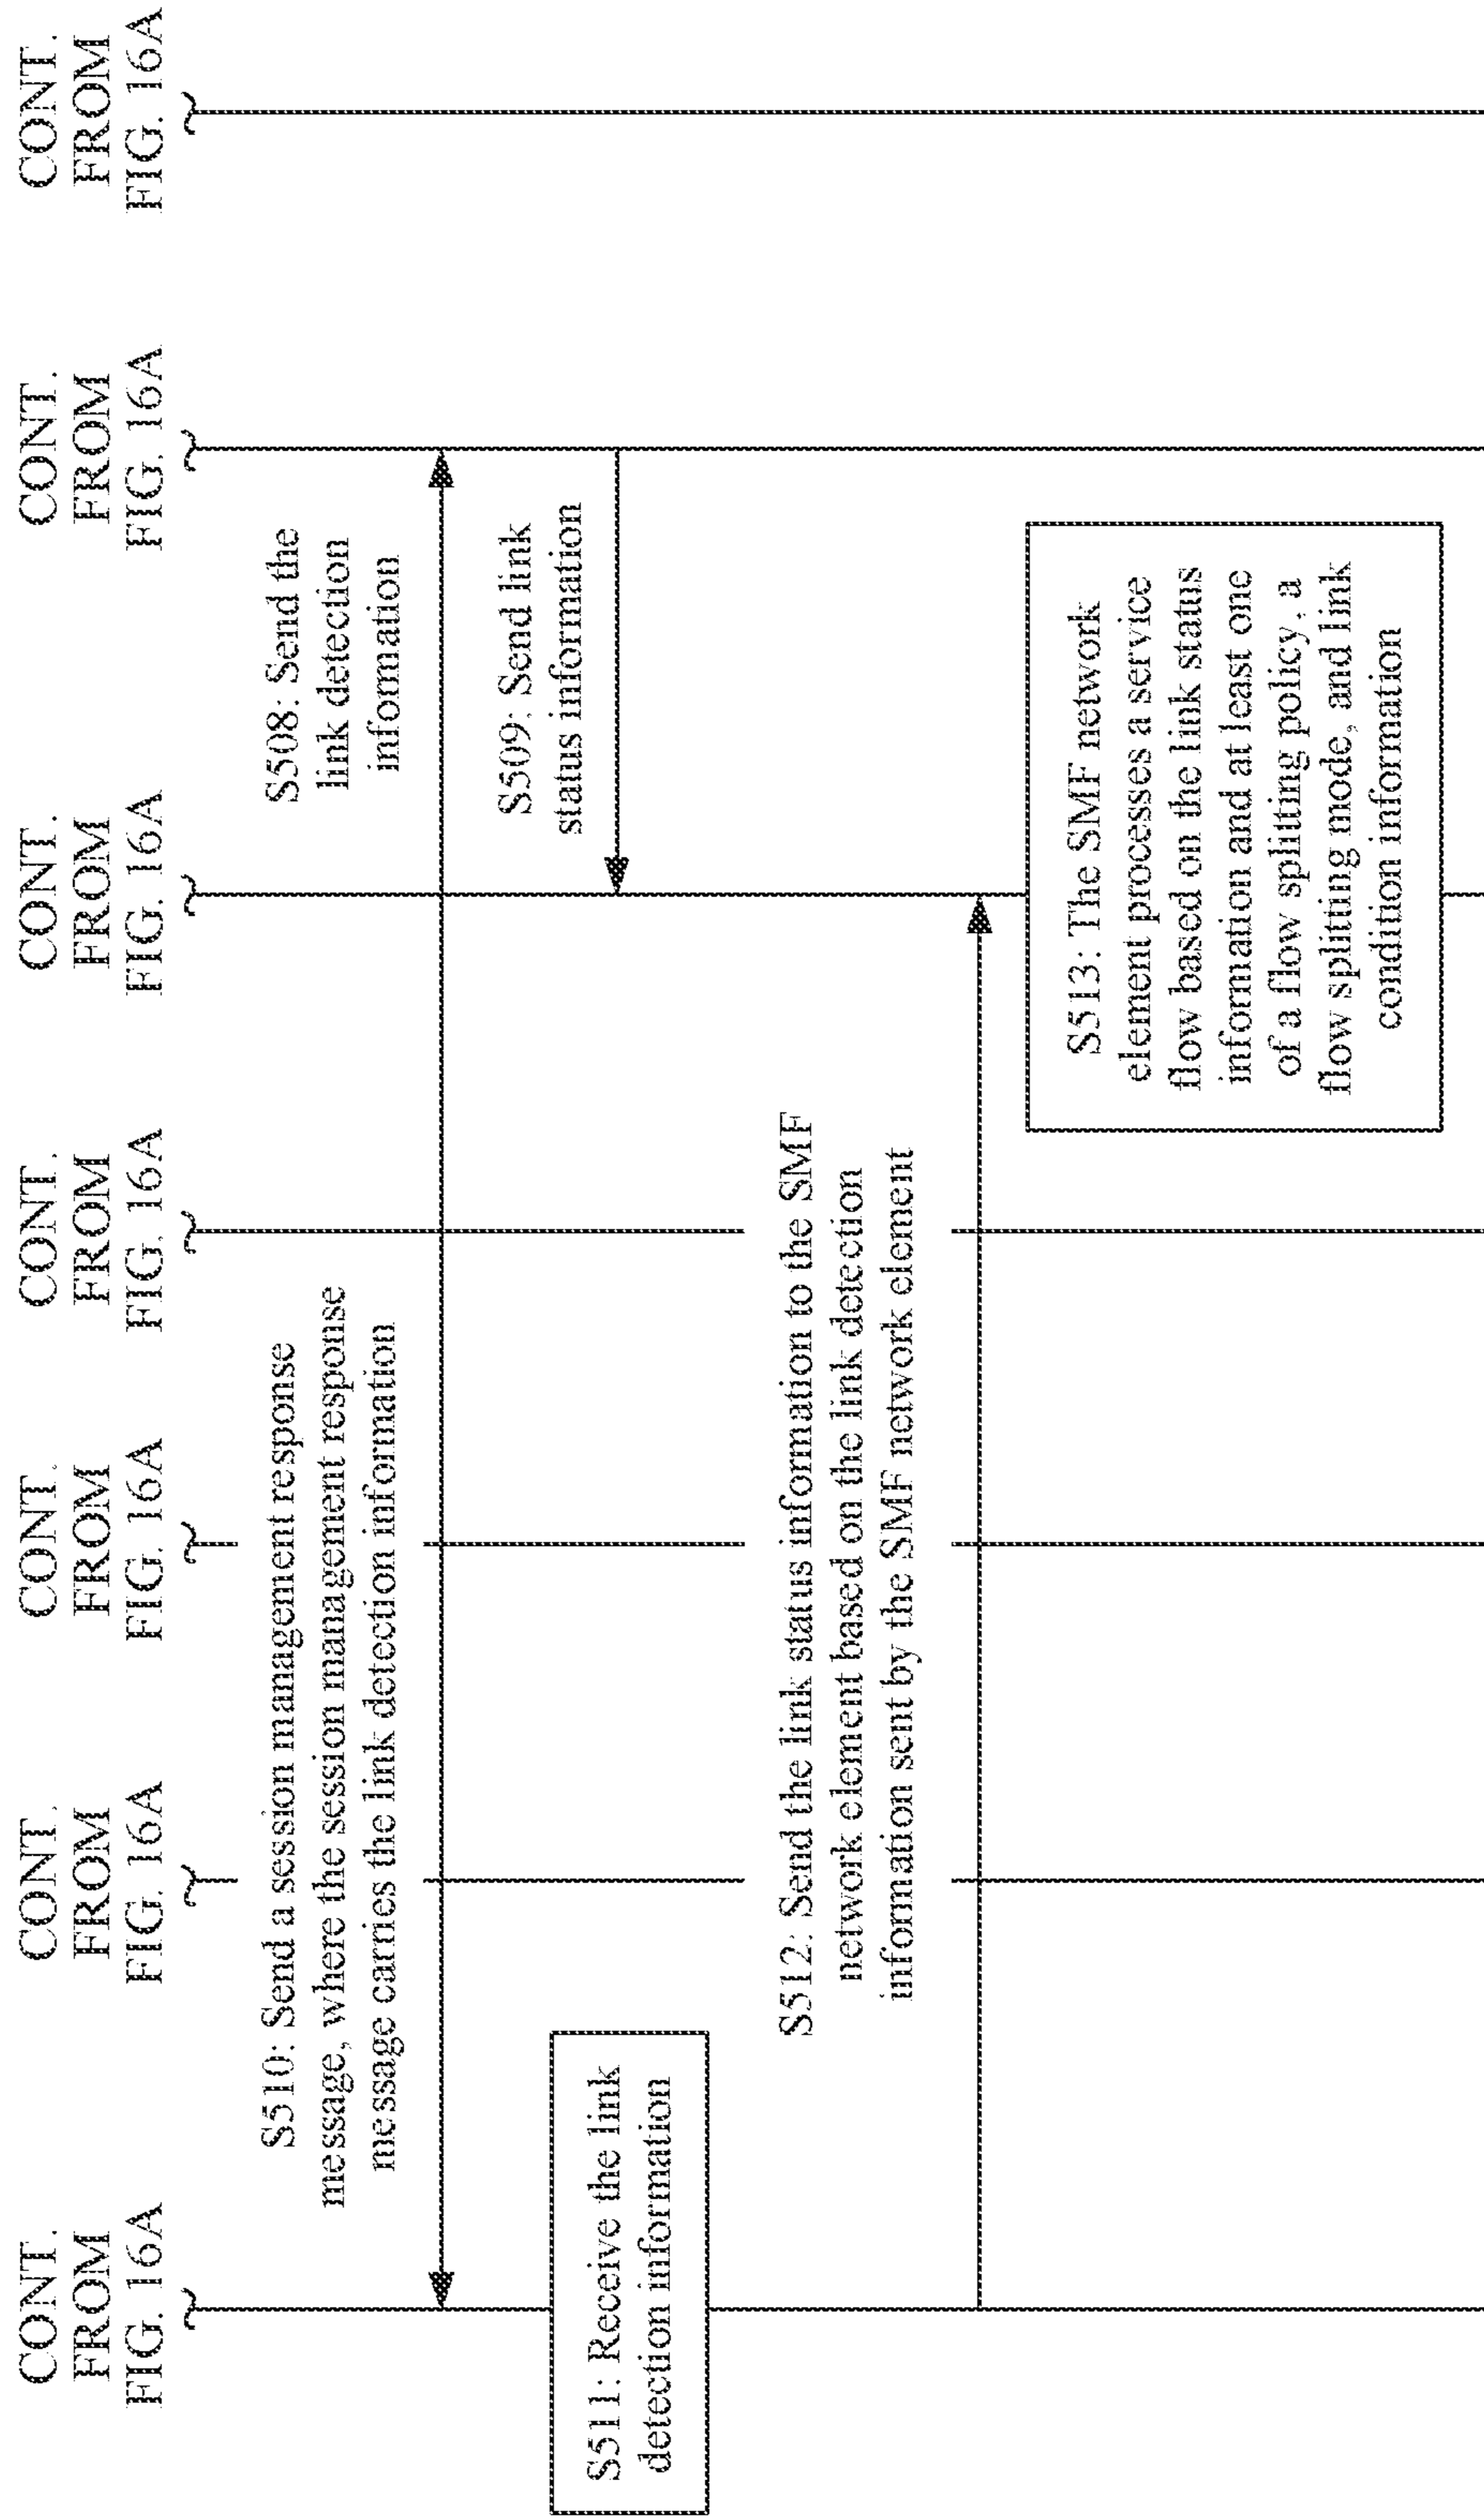 CONT.
FROM
FIG. 16A
CONT.
FROM
FIG. 16A
CONT.
FROM
FIG. 16A
CONT.
FROM
FIG. 16A
CONT.
FROM
FIG. 16A
CONT.
FROM
FIG. 16A
CONT.
FROM
FIG. 16A
S508: Send the
link detection
information
S509: Send link
status information
S510: Send a session management response
message, where the session management response
message carries the link detection information
S511: Receive the link
detection information
S512: Send the link status information to the SMF
network element based on the link detection
information sent by the SMF network element
S513: The SMF network
element processes a service
flow based on the link status
information and at least one
of a flow splitting policy, a
flow splitting mode, and link
condition information